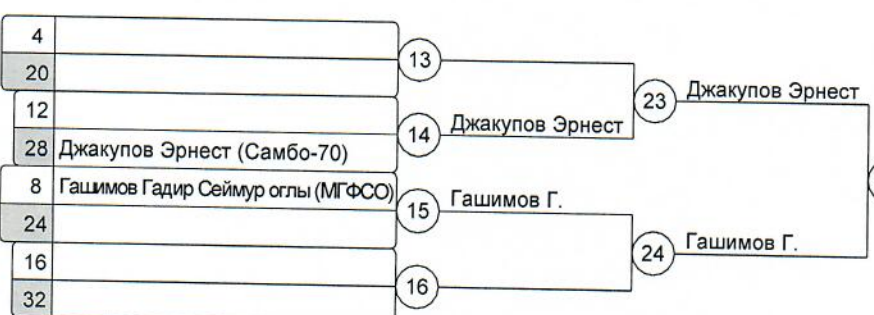 4
20
13
12
28 Джакупов Эрнест (Самбо-70)
14 Джакупов Эрнест
23 Джакупов Эрнест
8 Гашимов Гадир Сеймур оглы (МГФСО)
24
15 Гашимов Г.
16
32
16
24 Гашимов Г.